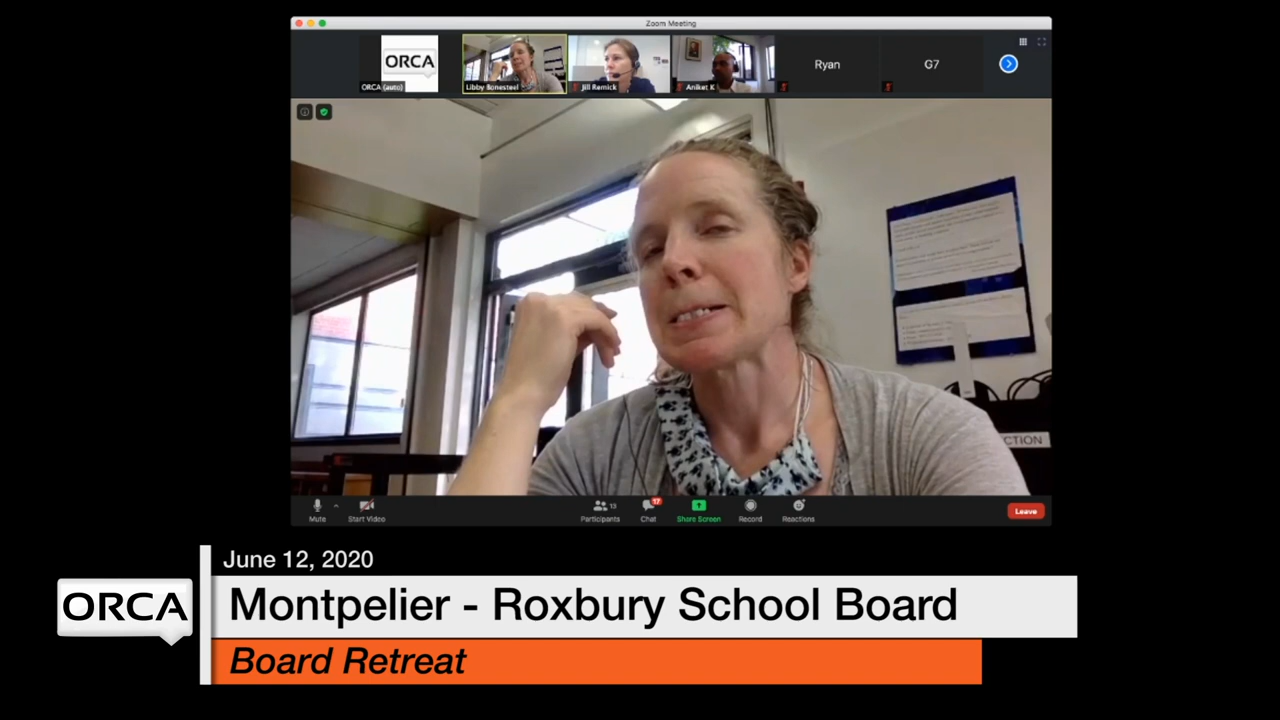 Zoom Meeting
ORCA
ORCA (auto)
Libby Bonesteel
Jill Remick
Aniket K
Ryan
G7
CTION
Mute
Start Video
Participants
13
Chat
17
Share Screen
Record
Reactions
Leave
June 12, 2020
ORCA
Montpelier - Roxbury School Board
Board Retreat